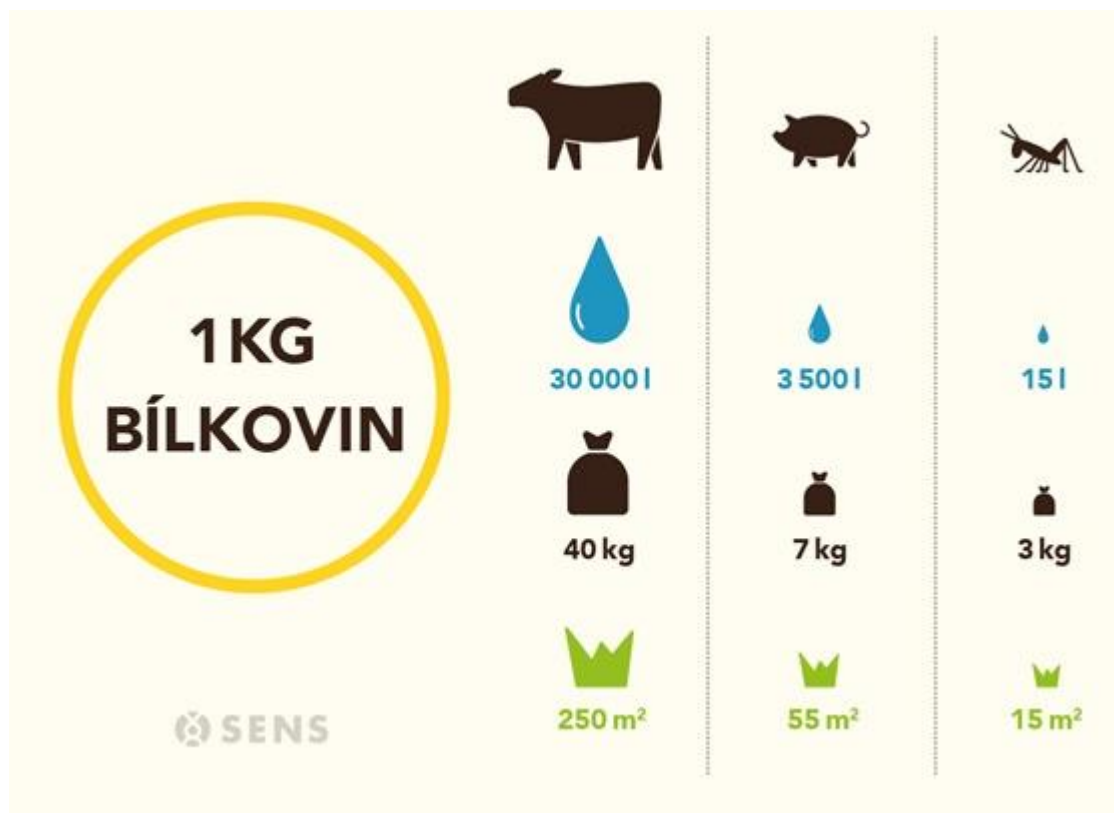 1 KG
BÍLKOVIN
30 000 l
3 500 l
15 l
40 kg
7 kg
3 kg
250 m²
55 m²
15 m²
SENS